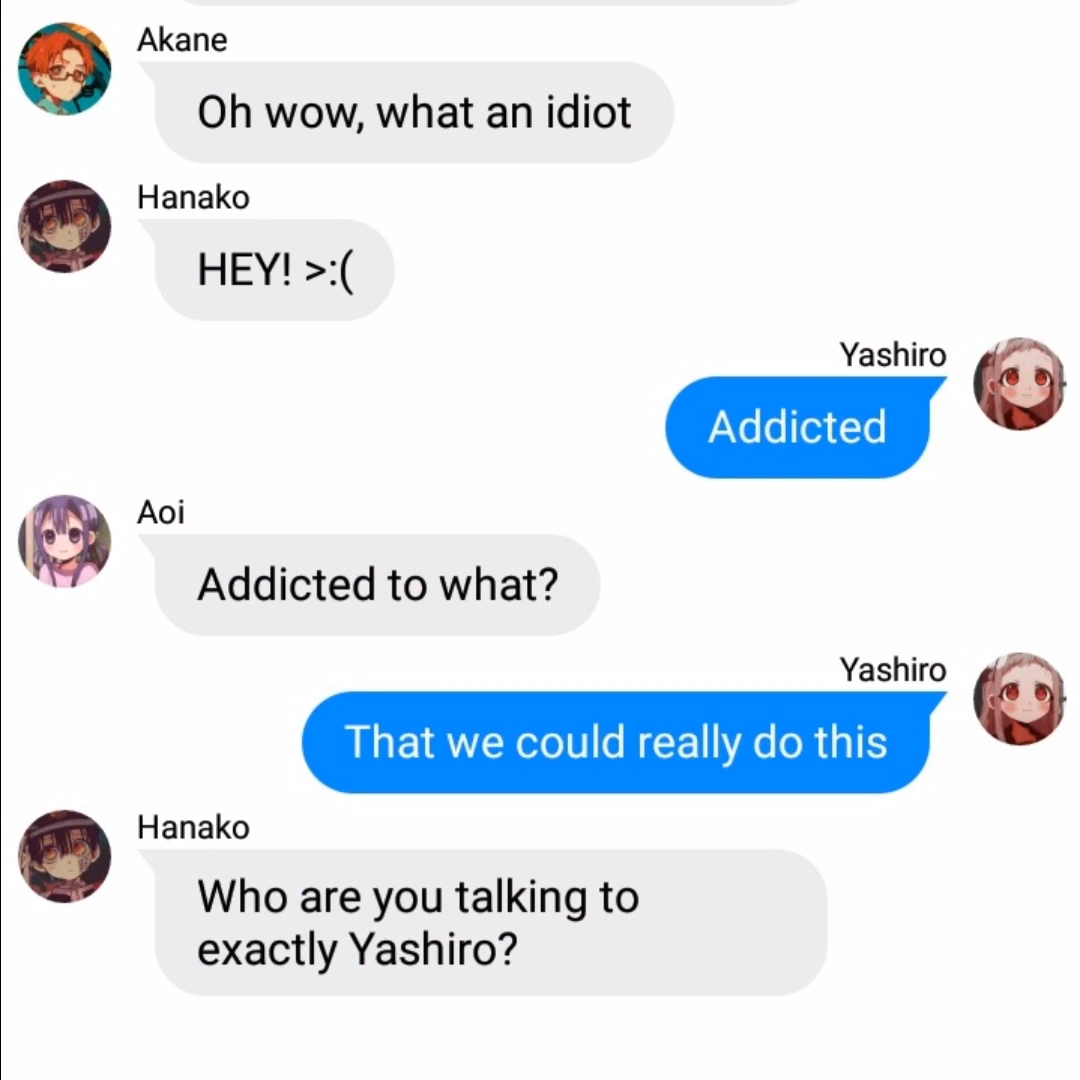 Akane
Oh wow, what an idiot
Hanako
HEY! >:(
Yashiro
Addicted
Aoi
Addicted to what?
Yashiro
That we could really do this
Hanako
Who are you talking to
exactly Yashiro?